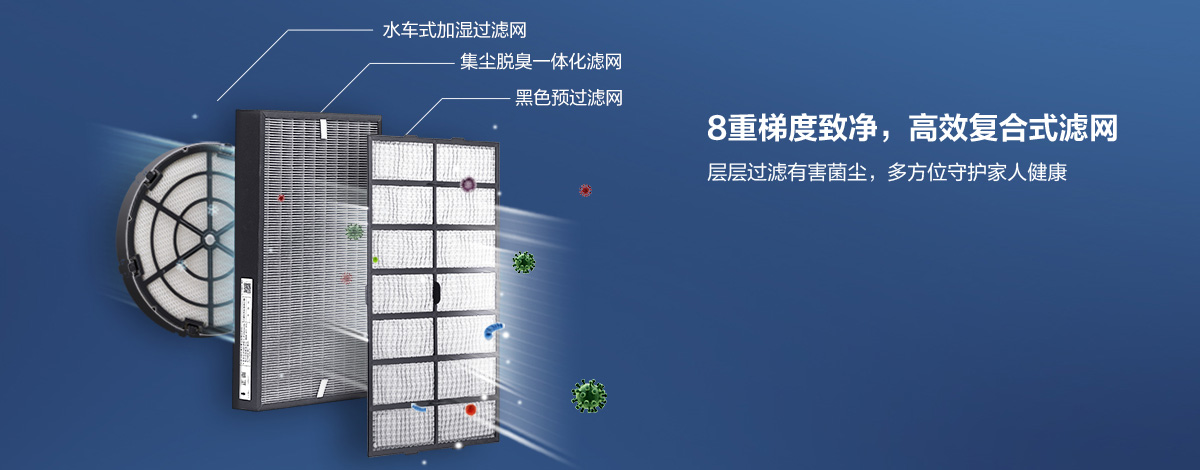 水车式加湿过滤网
集尘脱臭一体化滤网
黑色预过滤网
8重梯度致净，高效复合式滤网
层层过滤有害菌尘，多方位守护家人健康